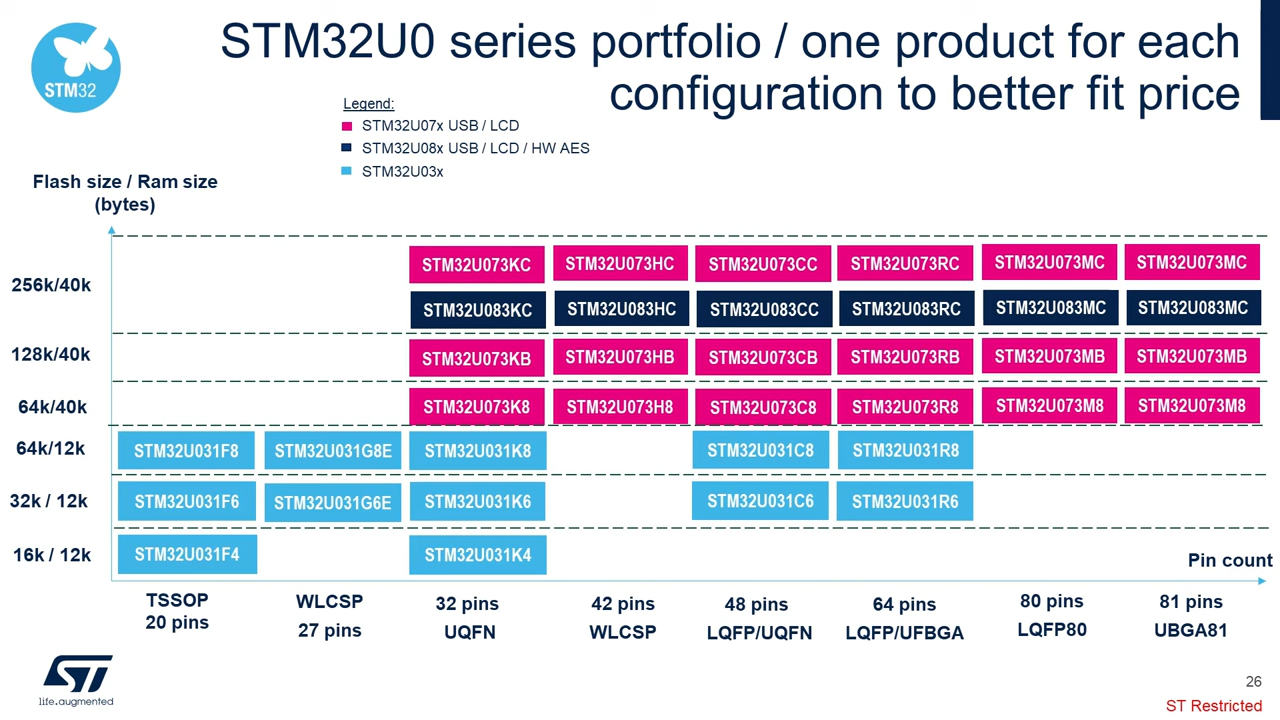 STM32
STM32U0 series portfolio / one product for each
configuration to better fit price
Legend:
STM32U07x USB / LCD
STM32U08x USB / LCD / HW AES
STM32U03x
Flash size / Ram size
(bytes)
256k/40k
STM32U073KC STM32U073HC STM32U073CC STM32U073RC STM32U073MC STM32U073MC
STM32U083KC STM32U083HC STM32U083CC STM32U083RC STM32U083MC STM32U083MC
128k/40k STM32U073KB STM32U073HB STM32U073CB STM32U073RB STM32U073MB STM32U073MB
64k/40k STM32U073K8 STM32U073H8 STM32U073C8 STM32U073R8 STM32U073M8 STM32U073M8
64k/12k STM32U031F8 STM32U031G8E STM32U031K8 STM32U031C8 STM32U031R8
32k / 12k STM32U031F6 STM32U031G6E STM32U031K6 STM32U031C6 STM32U031R6
16k / 12k STM32U031F4 STM32U031K4
Pin count
TSSOP WLCSP 32 pins 42 pins 48 pins 64 pins 80 pins 81 pins
20 pins 27 pins UQFN WLCSP LQFP/UQFN LQFP/UFBGA LQFP80 UBGA81
ST
life.augmented
26
ST Restricted